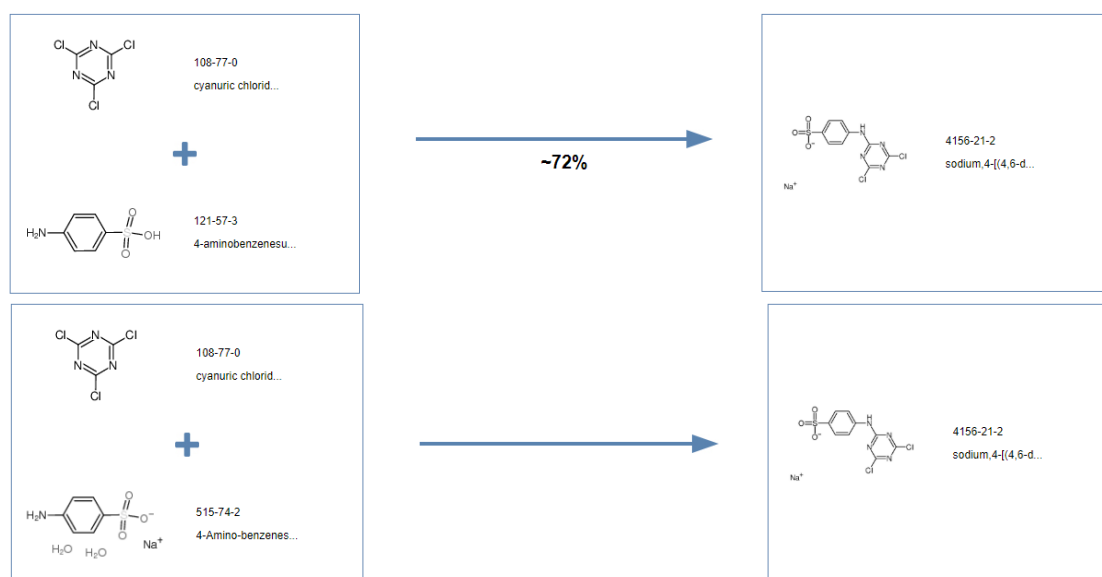 Cl
N
Cl
N
N
Cl
108-77-0
cyanuric chlorid...
~72%
H₂N
O
S
OH
O
121-57-3
4-aminobenzenesu...
O
O=S
O⁻
H
N
N
N
N
Cl
Cl
Na⁺
4156-21-2
sodium,4-[(4,6-d...
Cl
N
Cl
N
N
Cl
108-77-0
cyanuric chlorid...
H₂N
O
S
O⁻
O
H₂O
H₂O
Na⁺
515-74-2
4-Amino-benzenes...
O
O=S
O⁻
H
N
N
N
N
Cl
Cl
Na⁺
4156-21-2
sodium,4-[(4,6-d...